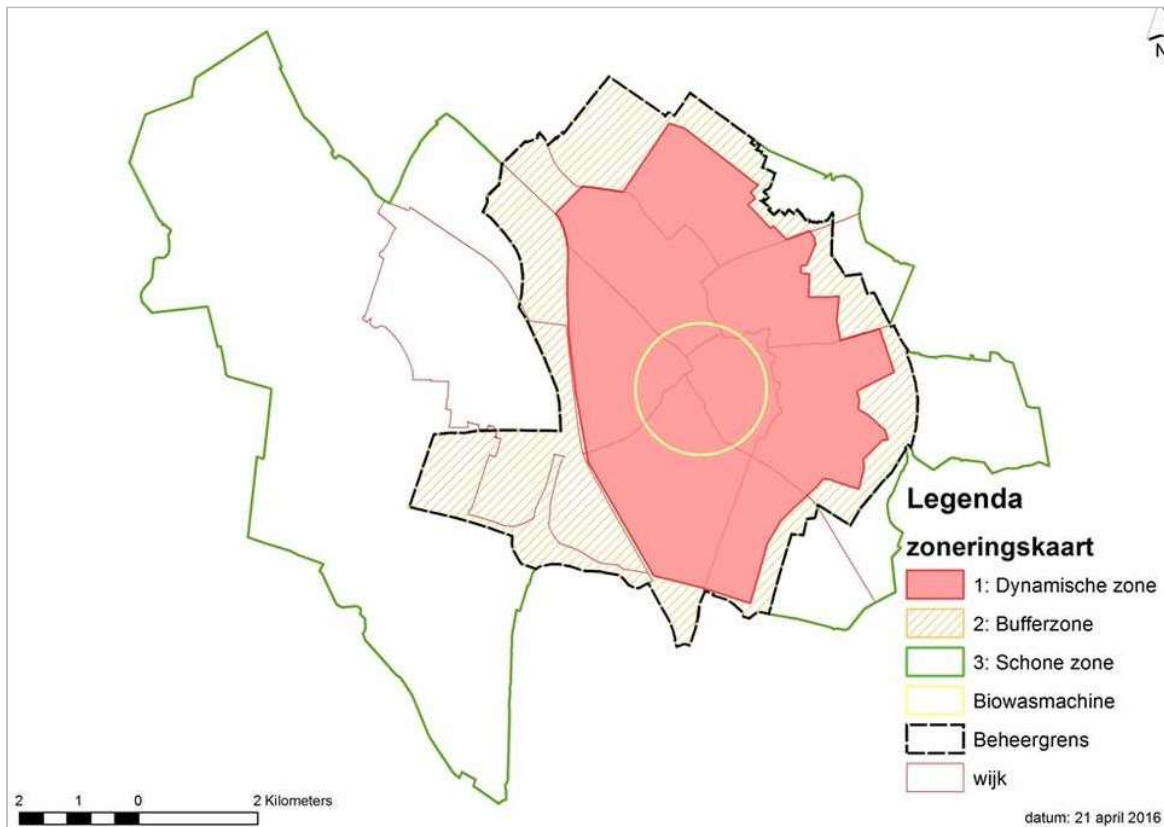 N
Legenda
zoneringskaart
1: Dynamische zone
2: Bufferzone
3: Schone zone
Biowasmachine
Beheergrens
wijk
2 1 0 2 Kilometers
datum: 21 april 2016